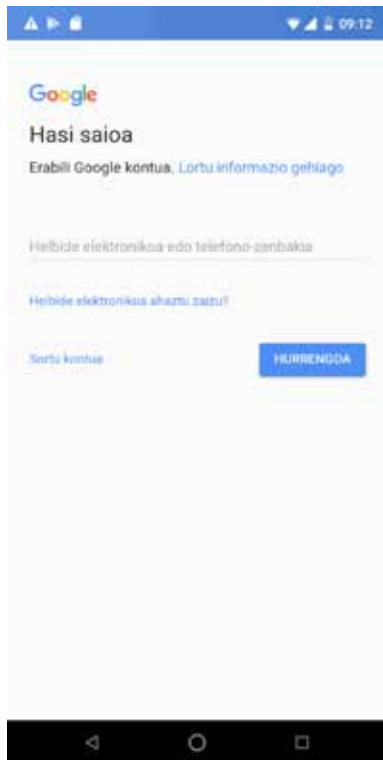 09:12
Google
Hasi saioa
Erabili Google kontua. Lortu informazio gehiago
Helbide elektronikoa edo telefono-zenbakia
Helbide elektronikoa ahaztu zaizu?
Sortu kontua
HURRENGOA